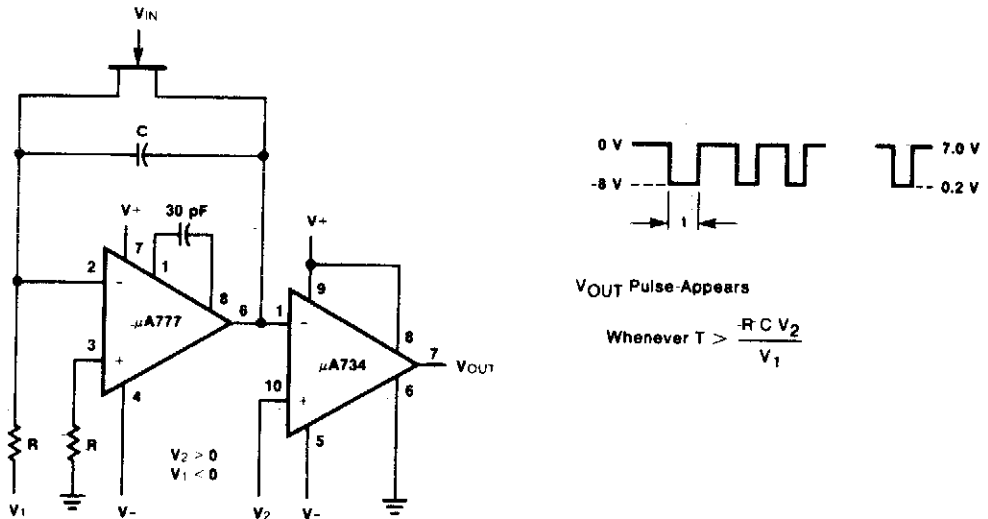 VIN
C
V+
30 pF
7
1
2
-
8
μA777
6
3
+
4
R
R
V1
V-
V2 > 0
V1 < 0
V+
9
1
-
8
μA734
7
VOUT
10
+
6
5
V2
V-
0 V
-8 V
7.0 V
0.2 V
t
VOUT Pulse Appears
Whenever T > -R C V2
V1